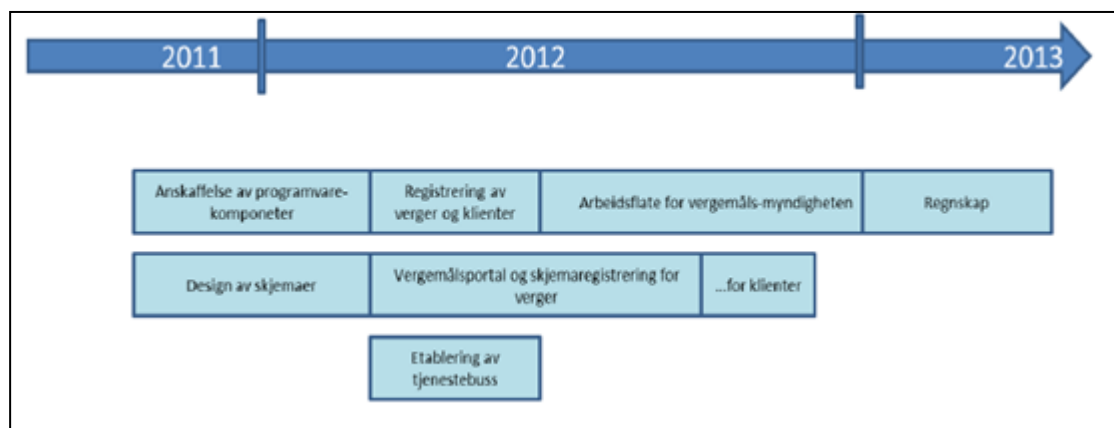 2011 2012 2013
Anskaffelse av programvare-
komponeter
Registrering av
verger og klienter
Arbeidsflate for vergemåls-myndigheten
Regnskap
Design av skjemaer
Vergemålsportal og skjemaregistrering for
verger
...for klienter
Etablering av
tjenestebuss